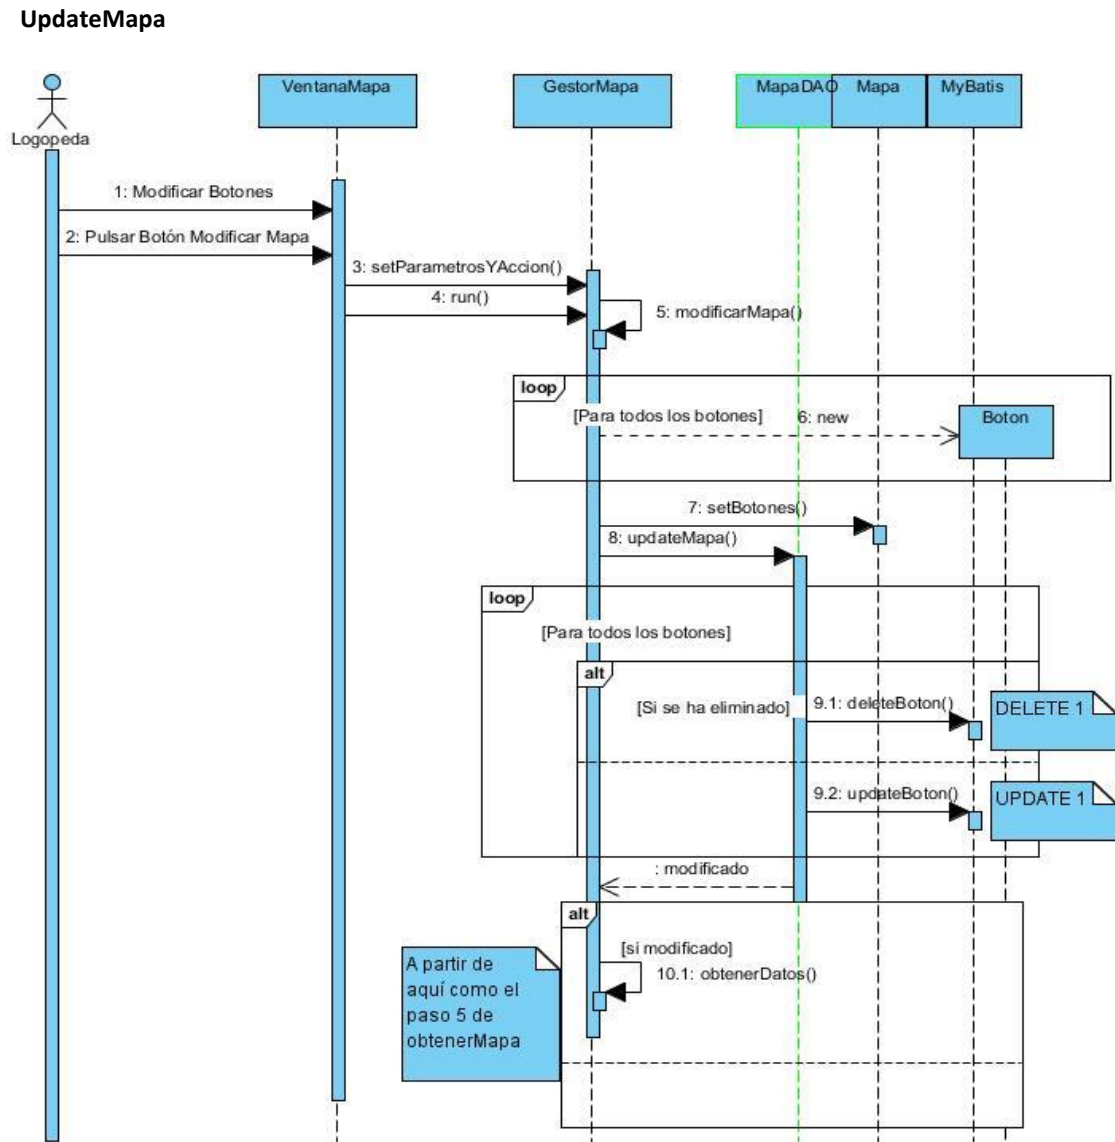 UpdateMapa
Logopeda
VentanaMapa
GestorMapa
MapaDAO
Mapa
MyBatis
1: Modificar Botones
2: Pulsar Botón Modificar Mapa
3: setParametrosYAccion()
4: run()
5: modificarMapa()
loop
[Para todos los botones]
6: new
Boton
7: setBotones()
8: updateMapa()
loop
[Para todos los botones]
alt
[Si se ha eliminado]
9.1: deleteBoton()
DELETE 1
9.2: updateBoton()
UPDATE 1
: modificado
alt
[si modificado]
10.1: obtenerDatos()
A partir de
aquí como el
paso 5 de
obtenerMapa